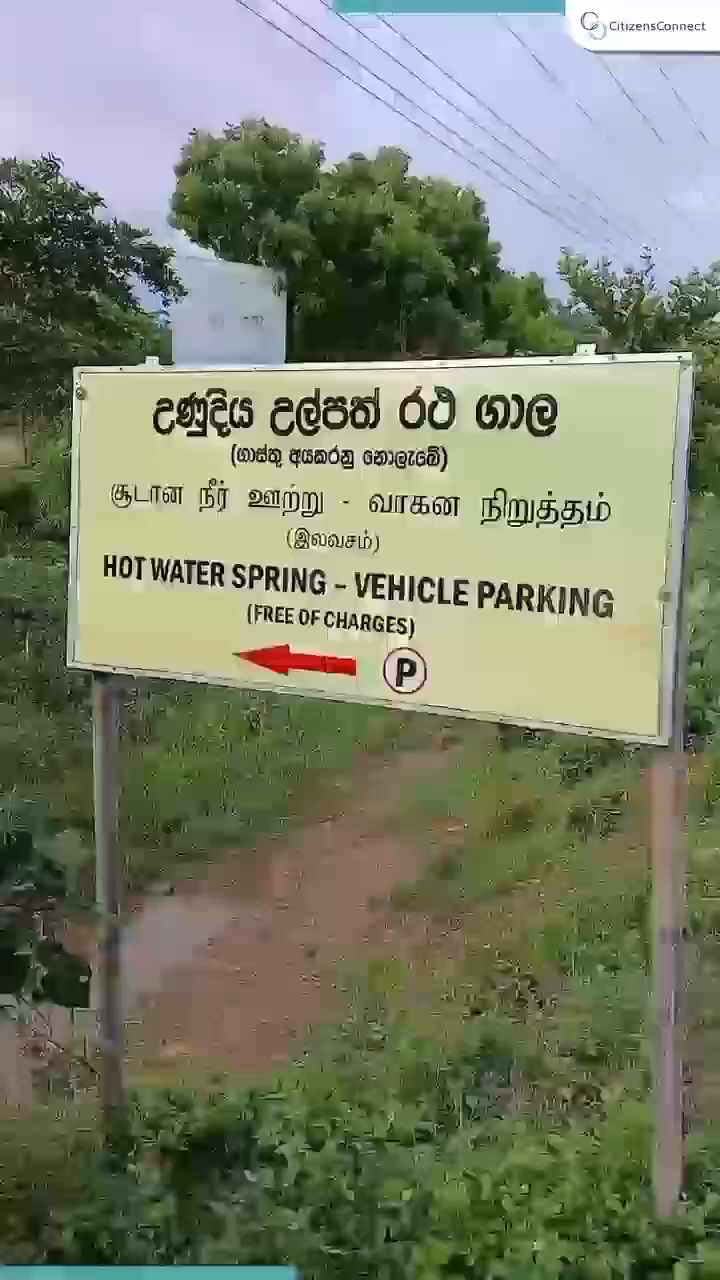 CitizensConnect
උණුදිය උල්පත් රථ ගාල
(ගාස්තු අයකරනු නොලැබේ)
சூடான நீர் ஊற்று - வாகன நிறுத்தம்
(இலவசம்)
HOT WATER SPRING – VEHICLE PARKING
(FREE OF CHARGES)
P